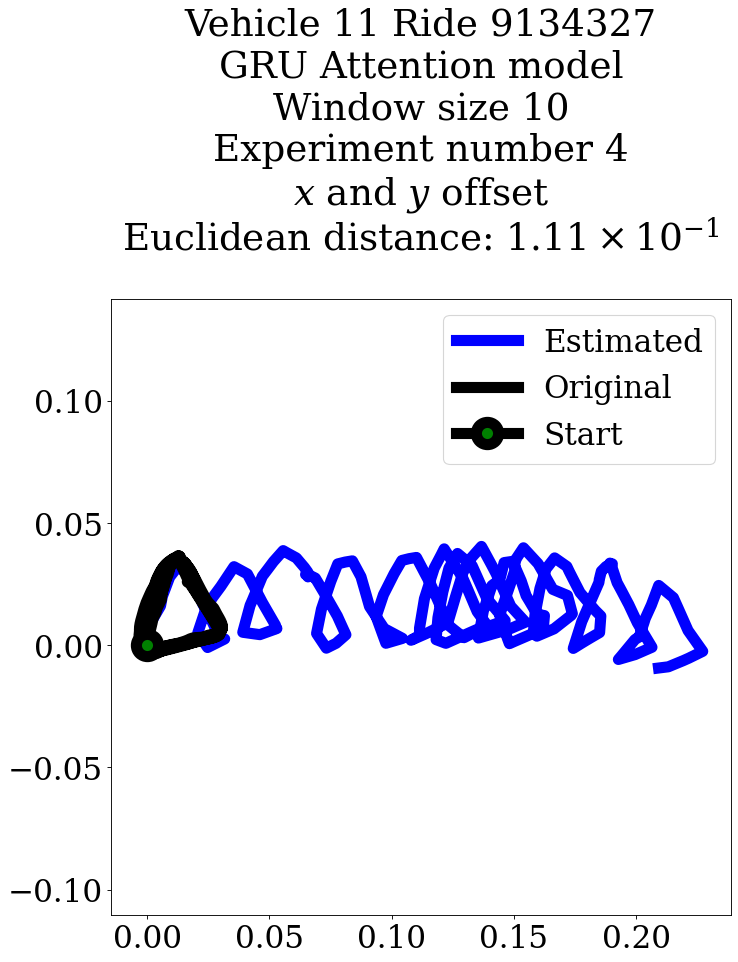 Vehicle 11 Ride 9134327
GRU Attention model
Window size 10
Experiment number 4
x and y offset
Euclidean distance: 1.11 × 10⁻¹
Estimated
Original
Start
0.10
0.05
0.00
−0.05
−0.10
0.00 0.05 0.10 0.15 0.20